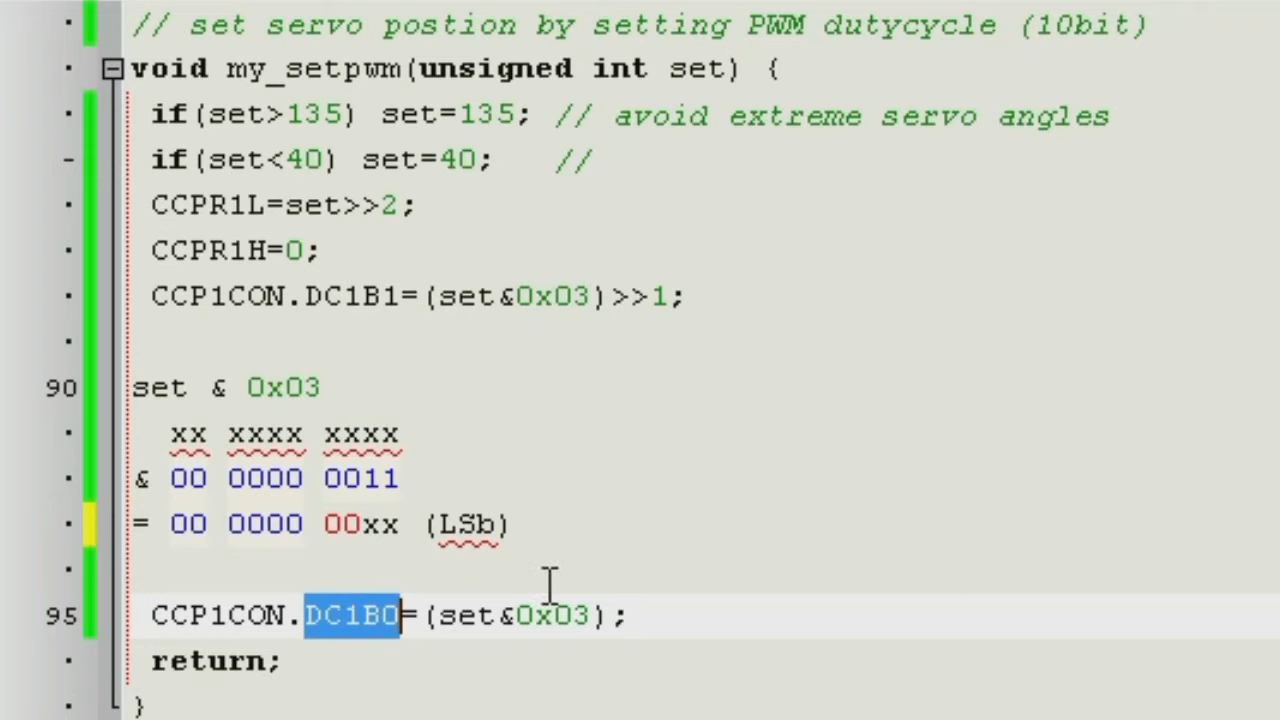 // set servo postion by setting PWM dutycycle (10bit)
void my_setpwm(unsigned int set) {
if(set>135) set=135; // avoid extreme servo angles
if(set<40) set=40; //
CCPR1L=set>>2;
CCPR1H=0;
CCP1CON.DC1B1=(set&0x03)>>1;
90 set & 0x03
xx xxxx xxxx
& 00 0000 0011
= 00 0000 00xx (LSb)
95 CCP1CON.DC1B0=(set&0x03);
return;
}